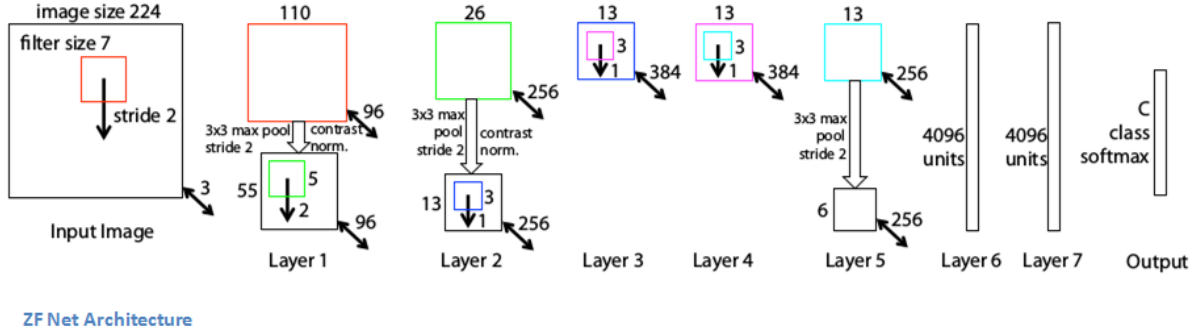 image size 224
filter size 7
stride 2
3
Input Image
110
96
3x3 max pool
stride 2
contrast
norm.
55
5
2
96
Layer 1
26
256
3x3 max
pool
stride 2
contrast
norm.
13
3
1
256
Layer 2
13
3
1
384
Layer 3
13
3
1
384
Layer 4
13
256
3x3 max
pool
stride 2
6
256
Layer 5
4096
units
Layer 6
4096
units
Layer 7
C
class
softmax
Output
ZF Net Architecture